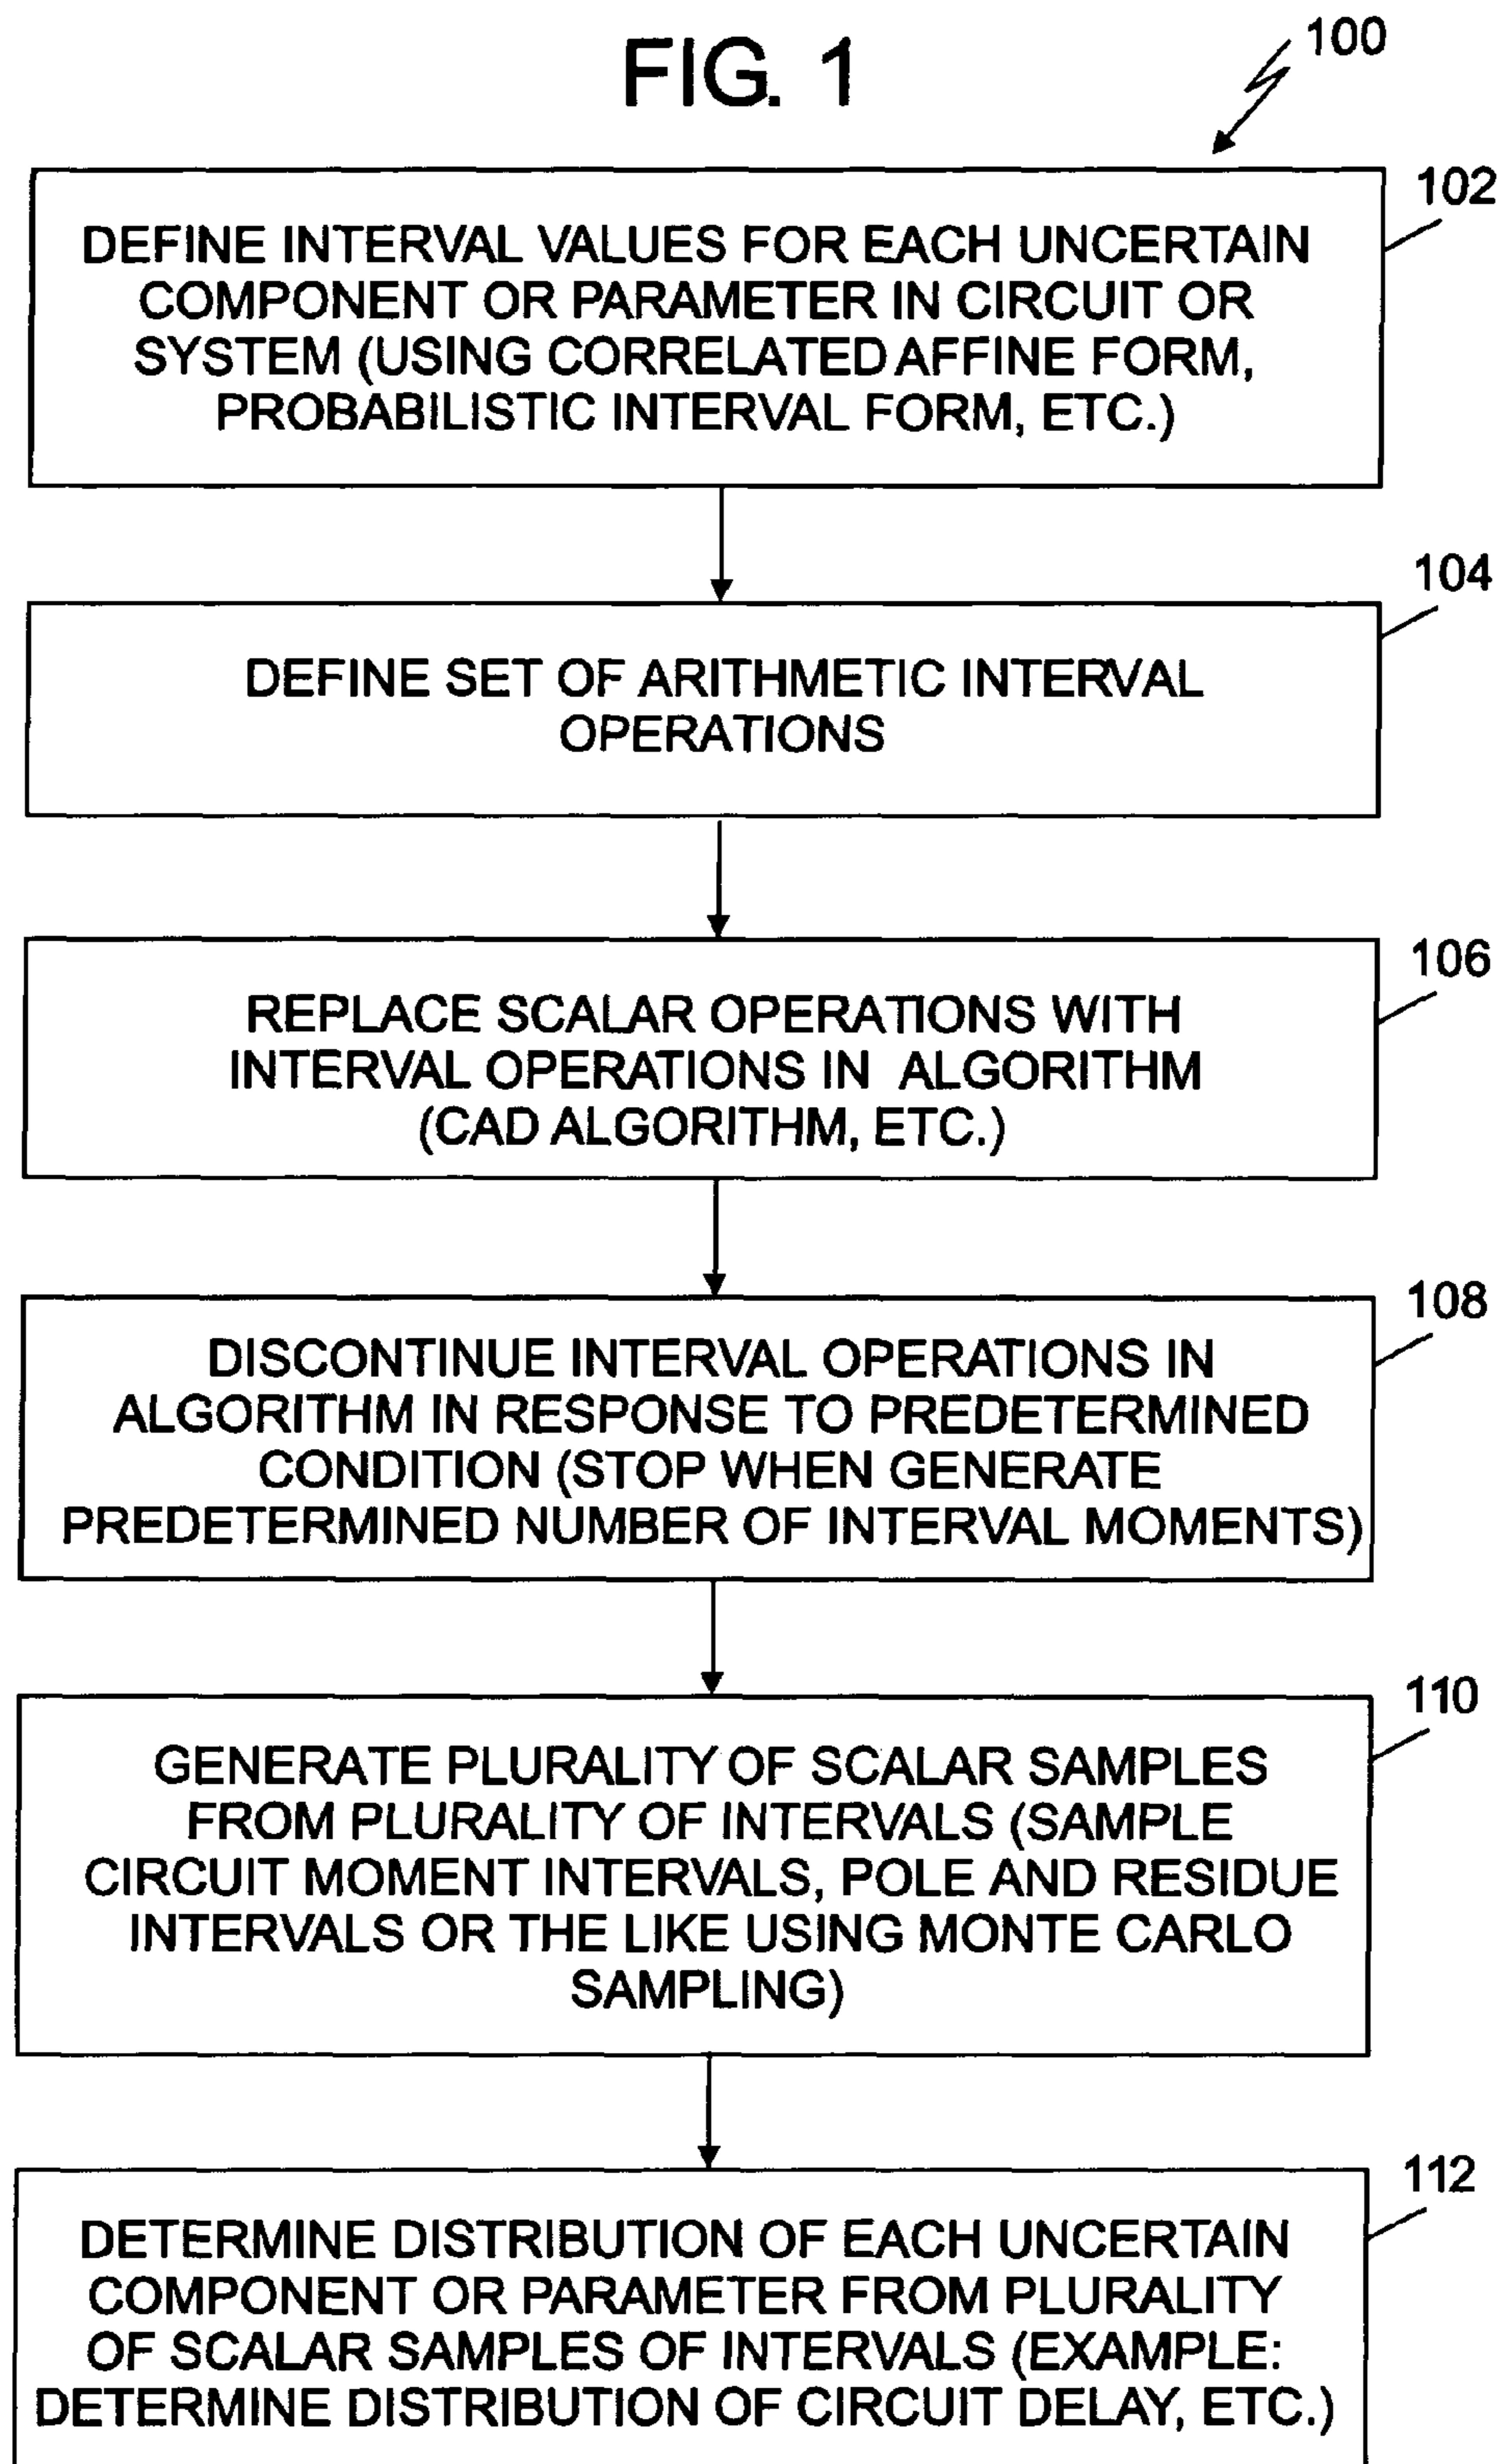 FIG. 1
100
102
DEFINE INTERVAL VALUES FOR EACH UNCERTAIN
COMPONENT OR PARAMETER IN CIRCUIT OR
SYSTEM (USING CORRELATED AFFINE FORM,
PROBABILISTIC INTERVAL FORM, ETC.)
104
DEFINE SET OF ARITHMETIC INTERVAL
OPERATIONS
106
REPLACE SCALAR OPERATIONS WITH
INTERVAL OPERATIONS IN ALGORITHM
(CAD ALGORITHM, ETC.)
108
DISCONTINUE INTERVAL OPERATIONS IN
ALGORITHM IN RESPONSE TO PREDETERMINED
CONDITION (STOP WHEN GENERATE
PREDETERMINED NUMBER OF INTERVAL MOMENTS)
110
GENERATE PLURALITY OF SCALAR SAMPLES
FROM PLURALITY OF INTERVALS (SAMPLE
CIRCUIT MOMENT INTERVALS, POLE AND RESIDUE
INTERVALS OR THE LIKE USING MONTE CARLO
SAMPLING)
112
DETERMINE DISTRIBUTION OF EACH UNCERTAIN
COMPONENT OR PARAMETER FROM PLURALITY
OF SCALAR SAMPLES OF INTERVALS (EXAMPLE:
DETERMINE DISTRIBUTION OF CIRCUIT DELAY, ETC.)